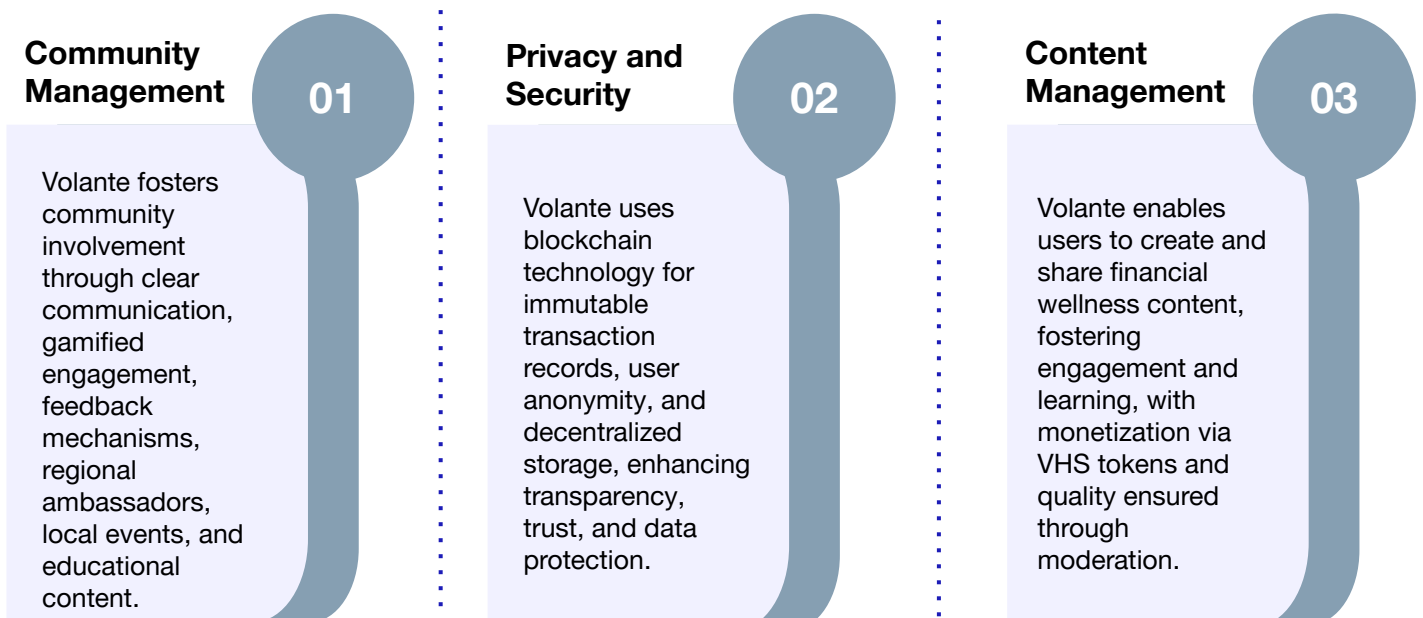 Community
Management
01
Volante fosters
community
involvement
through clear
communication,
gamified
engagement,
feedback
mechanisms,
regional
ambassadors,
local events, and
educational
content.
Privacy and
Security
02
Volante uses
blockchain
technology for
immutable
transaction
records, user
anonymity, and
decentralized
storage, enhancing
transparency,
trust, and data
protection.
Content
Management
03
Volante enables
users to create and
share financial
wellness content,
fostering
engagement and
learning, with
monetization via
VHS tokens and
quality ensured
through
moderation.